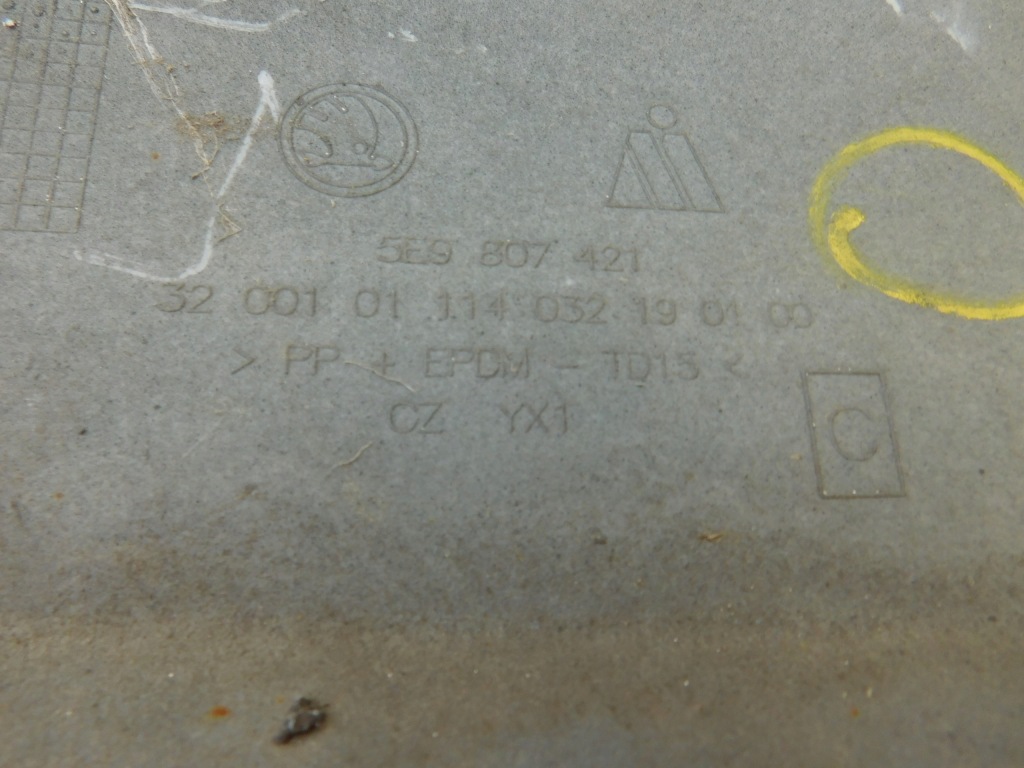 5E9 807 421
32 001 01 114 032 19 01 00
> PP + EPDM - TD15 <
CZ YX1
C